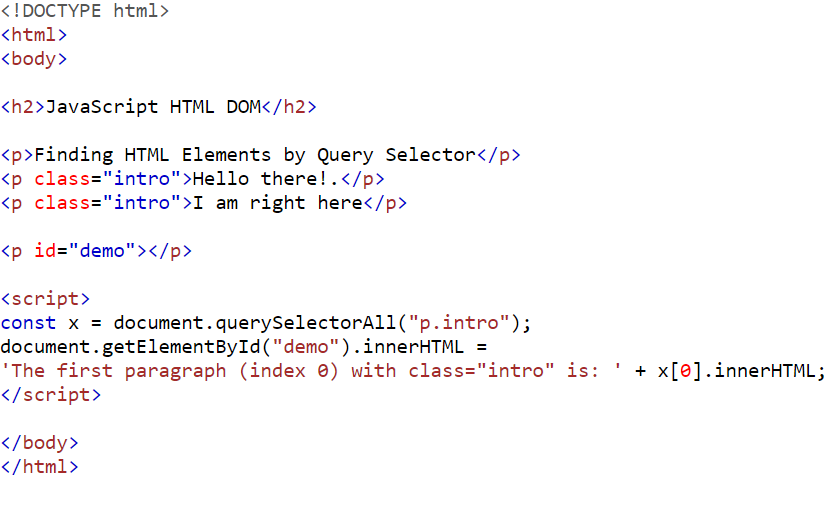 <!DOCTYPE html>
<html>
<body>
<h2>JavaScript HTML DOM</h2>
<p>Finding HTML Elements by Query Selector</p>
<p class="intro">Hello there!.</p>
<p class="intro">I am right here</p>
<p id="demo"></p>
<script>
const x = document.querySelectorAll("p.intro");
document.getElementById("demo").innerHTML =
'The first paragraph (index 0) with class="intro" is: ' + x[0].innerHTML;
</script>
</body>
</html>